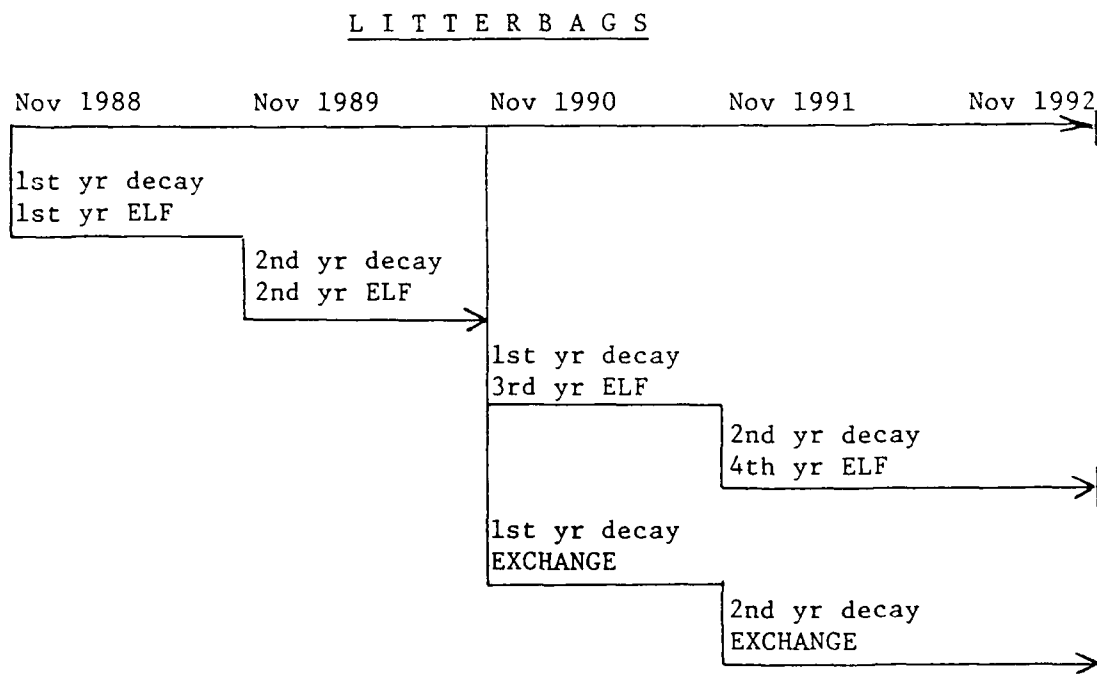 L I T T E R B A G S
Nov 1988 Nov 1989 Nov 1990 Nov 1991 Nov 1992
1st yr decay
1st yr ELF
2nd yr decay
2nd yr ELF
1st yr decay
3rd yr ELF
2nd yr decay
4th yr ELF
1st yr decay
EXCHANGE
2nd yr decay
EXCHANGE